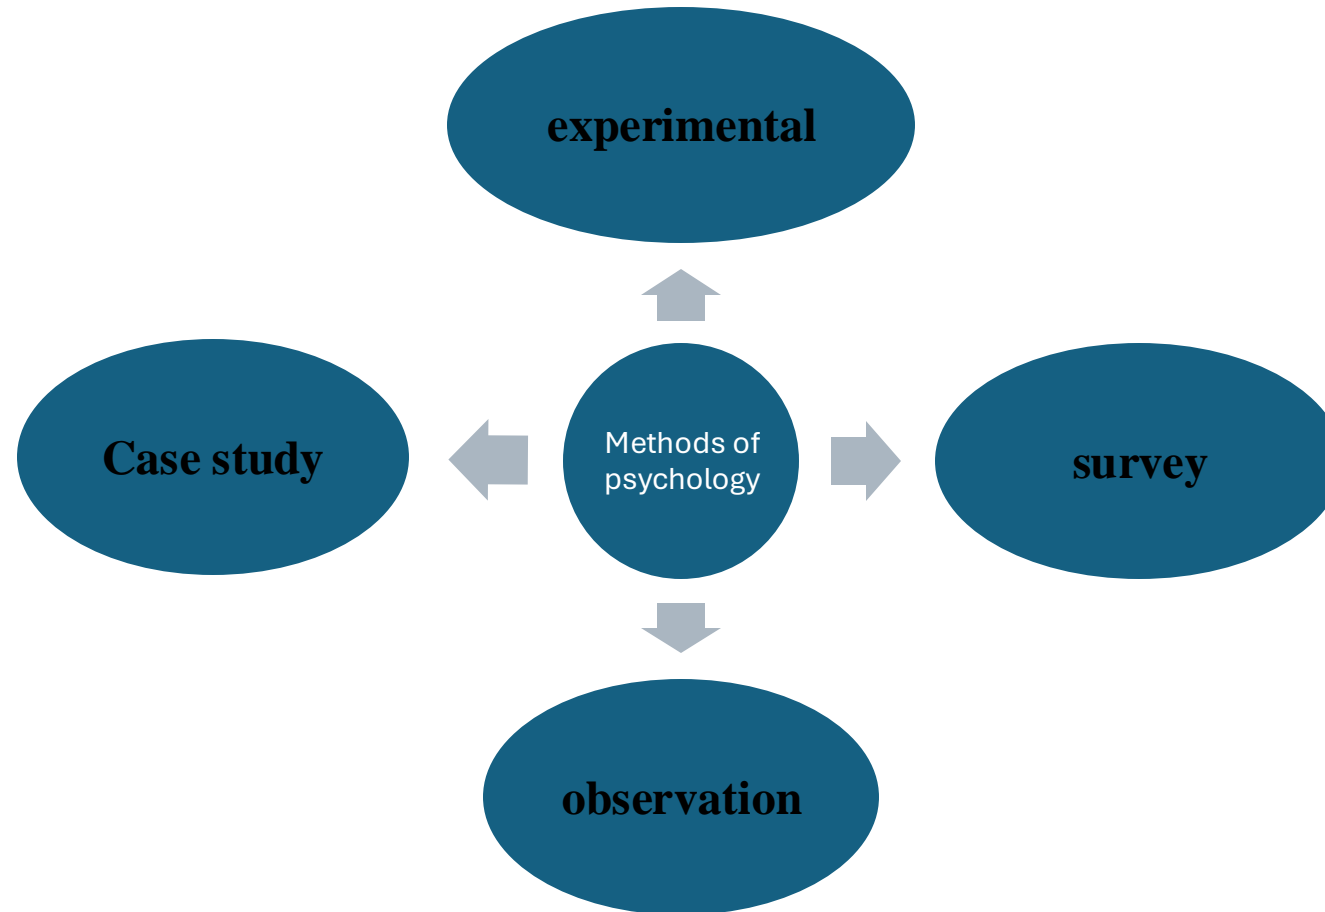 experimental
Case study
Methods of
psychology
survey
observation